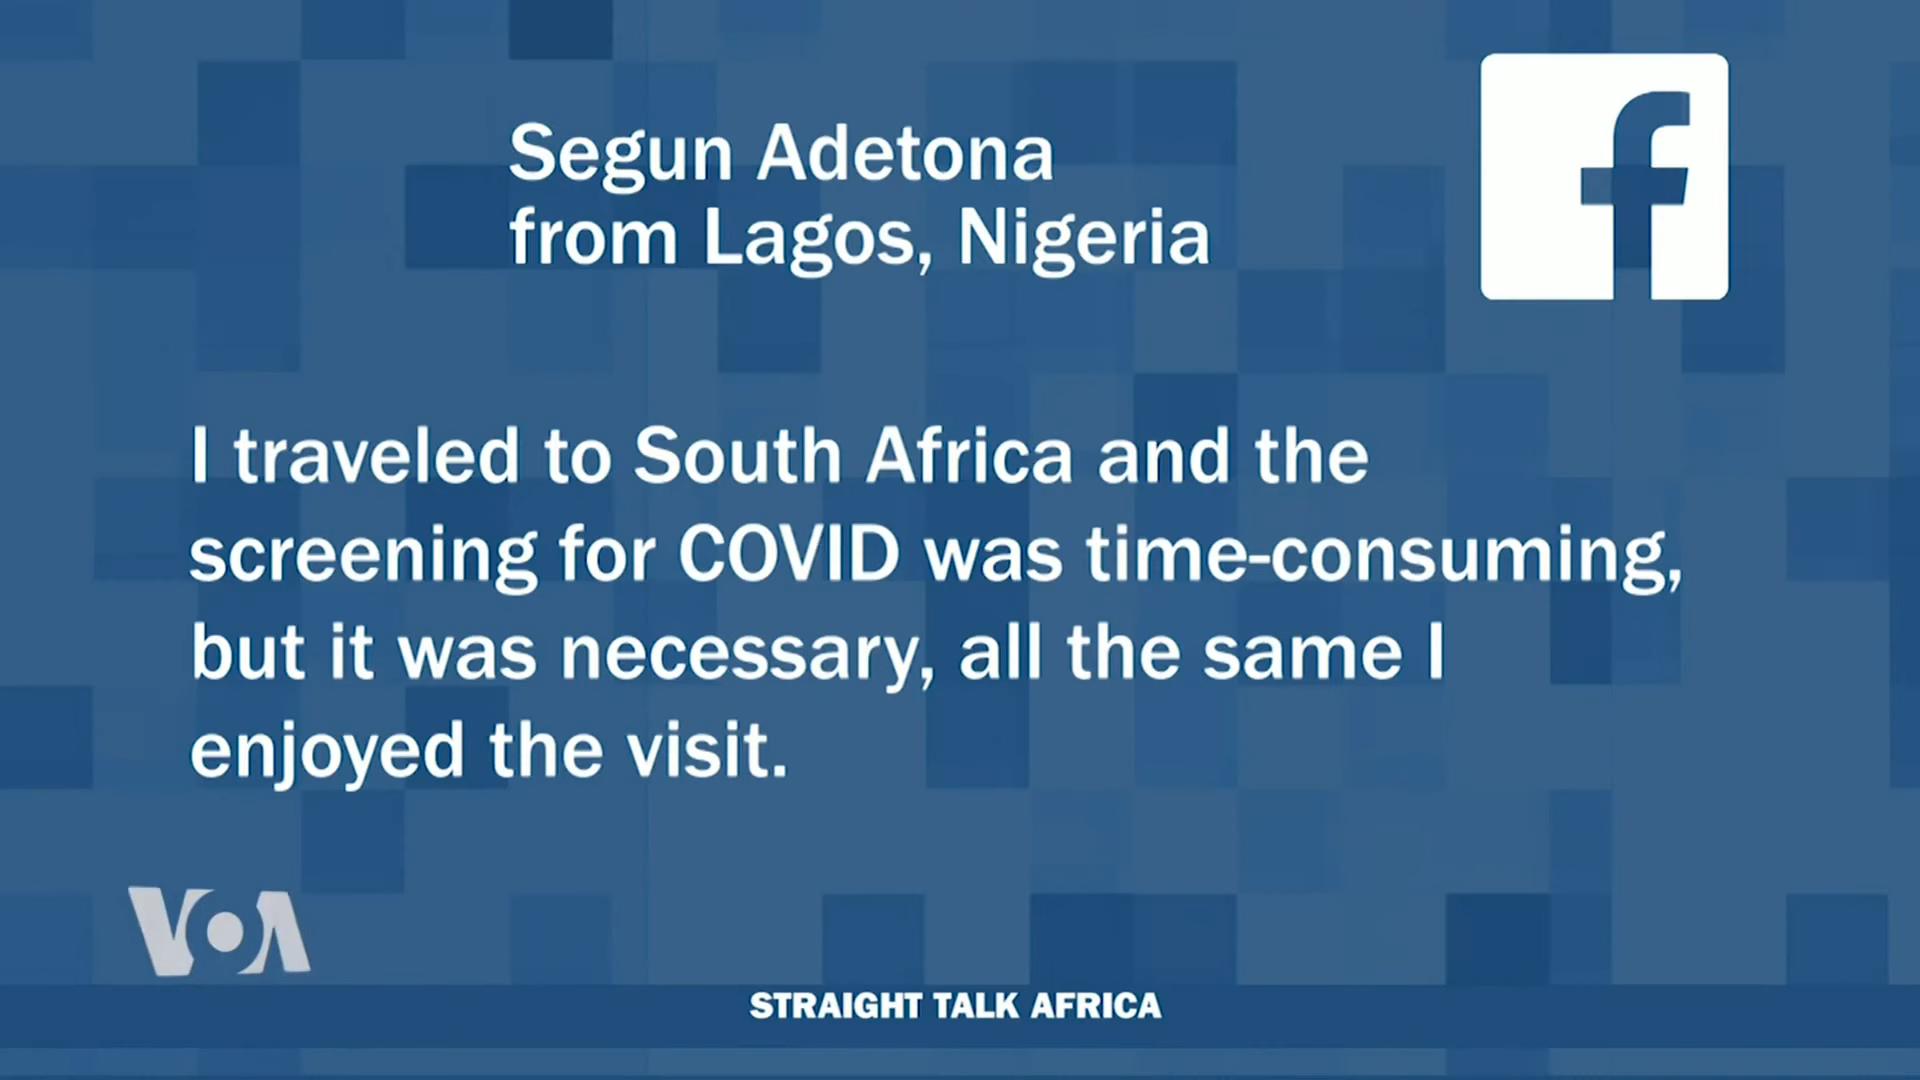 Segun Adetona
from Lagos, Nigeria
I traveled to South Africa and the
screening for COVID was time-consuming,
but it was necessary, all the same I
enjoyed the visit.
VOA
STRAIGHT TALK AFRICA